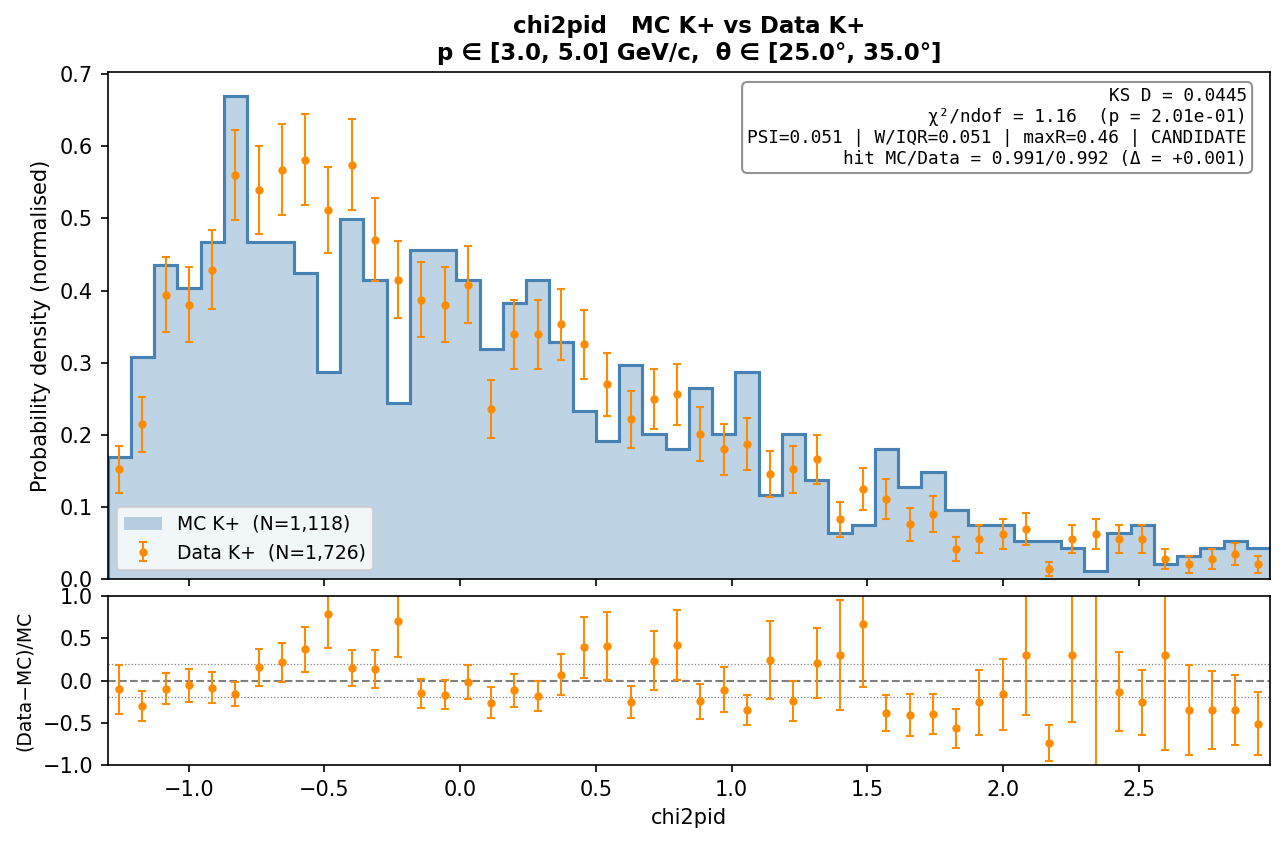 chi2pid   MC K+ vs Data K+
p ∈ [3.0, 5.0] GeV/c,  θ ∈ [25.0°, 35.0°]
KS D = 0.0445
χ²/ndof = 1.16  (p = 2.01e-01)
PSI=0.051 | W/IQR=0.051 | maxR=0.46 | CANDIDATE
hit MC/Data = 0.991/0.992 (Δ = +0.001)
Probability density (normalised)
0.7
0.6
0.5
0.4
0.3
0.2
0.1
0.0
MC K+  (N=1,118)
Data K+  (N=1,726)
(Data−MC)/MC
1.0
0.5
0.0
−0.5
−1.0
−1.0 −0.5 0.0 0.5 1.0 1.5 2.0 2.5
chi2pid